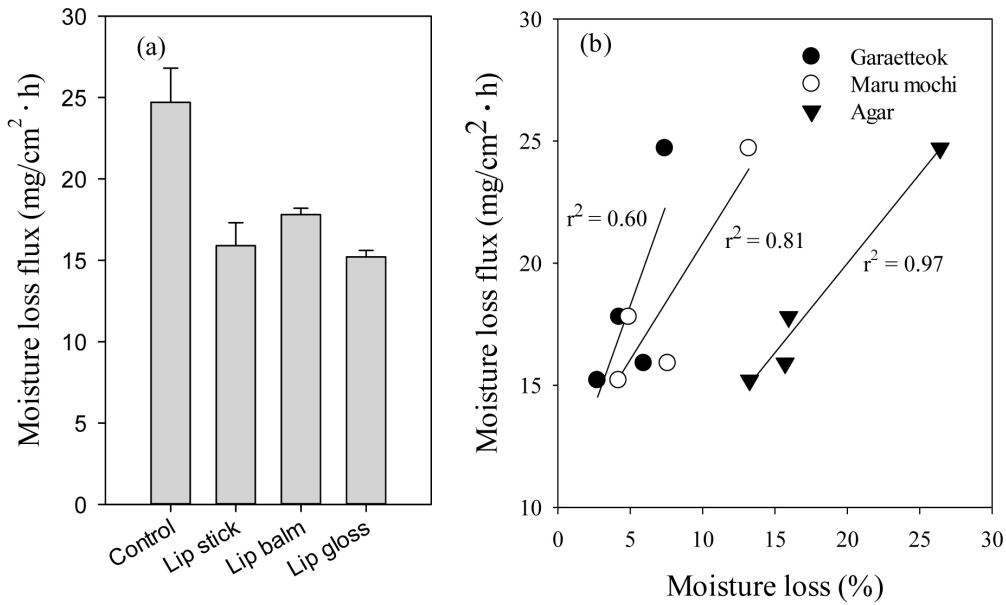 (a)
Moisture loss flux (mg/cm² · h)
30
25
20
15
10
5
0
Control
Lip stick
Lip balm
Lip gloss
(b)
Moisture loss flux (mg/cm² · h)
30
25
20
15
10
Garaetteok
Maru mochi
Agar
r² = 0.60
r² = 0.81
r² = 0.97
0 5 10 15 20 25 30
Moisture loss (%)